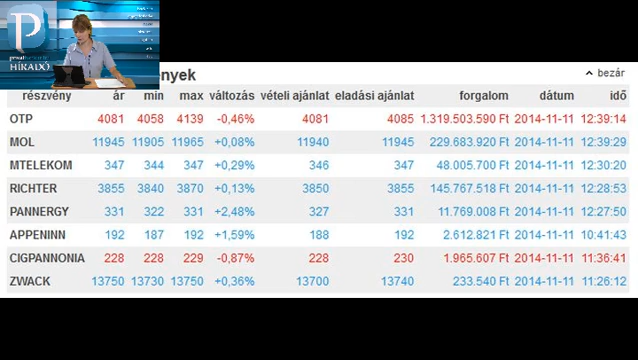 P
HÍRADÓ
bezár
részvény ár min max változás vételi ajánlat eladási ajánlat forgalom dátum idő
OTP 4081 4058 4139 -0,46% 4081 4085 1.319.503.590 Ft 2014-11-11 12:39:14
MOL 11945 11905 11965 +0,08% 11940 11945 229.683.920 Ft 2014-11-11 12:39:29
MTELEKOM 347 344 347 +0,29% 346 347 48.005.700 Ft 2014-11-11 12:30:20
RICHTER 3855 3840 3870 +0,13% 3850 3855 145.767.518 Ft 2014-11-11 12:28:53
PANNERGY 331 322 331 +2,48% 327 331 11.769.008 Ft 2014-11-11 12:27:50
APPENINN 192 187 192 +1,59% 188 192 2.612.821 Ft 2014-11-11 10:41:43
CIGPANNONIA 228 228 229 -0,87% 228 230 1.965.607 Ft 2014-11-11 11:36:41
ZWACK 13750 13730 13750 +0,36% 13700 13740 233.540 Ft 2014-11-11 11:26:12